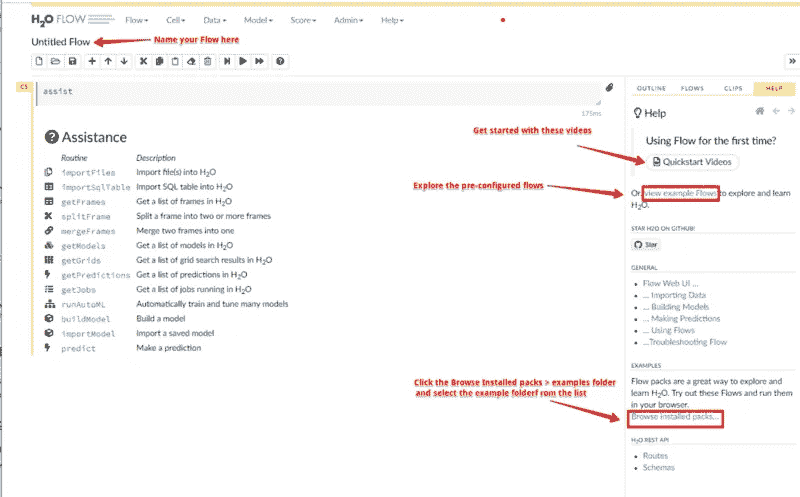 H2O FLOW Flow Cell Data Model Score Admin Help
Untitled Flow
Name your Flow here
CS
assist
175ms
Assistance
Routine Description
importFiles Import file(s) into H2O
importSqlTable Import SQL table into H2O
getFrames Get a list of frames in H2O
splitFrame Split a frame into two or more frames
mergeFrames Merge two frames into one
getModels Get a list of models in H2O
getGrids Get a list of grid search results in H2O
getPredictions Get a list of predictions in H2O
getJobs Get a list of jobs running in H2O
runAutoML Automatically train and tune many models
buildModel Build a model
importModel Import a saved model
predict Make a prediction
Get started with these videos
Explore the pre-configured flows
Click the Browse Installed packs > examples folder
and select the example folderf rom the list
OUTLINE FLOWS CLIPS HELP
Help
Using Flow for the first time?
Quickstart Videos
Or, view example Flows to explore and learn
H2O.
STAR H2O ON GITHUB!
Star
GENERAL
Flow Web UI ...
... Importing Data
... Building Models
... Making Predictions
... Using Flows
...Troubleshooting Flow
EXAMPLES
Flow packs are a great way to explore and
learn H2O. Try out these Flows and run them
in your browser.
Browse installed packs...
H2O REST API
Routes
Schemas